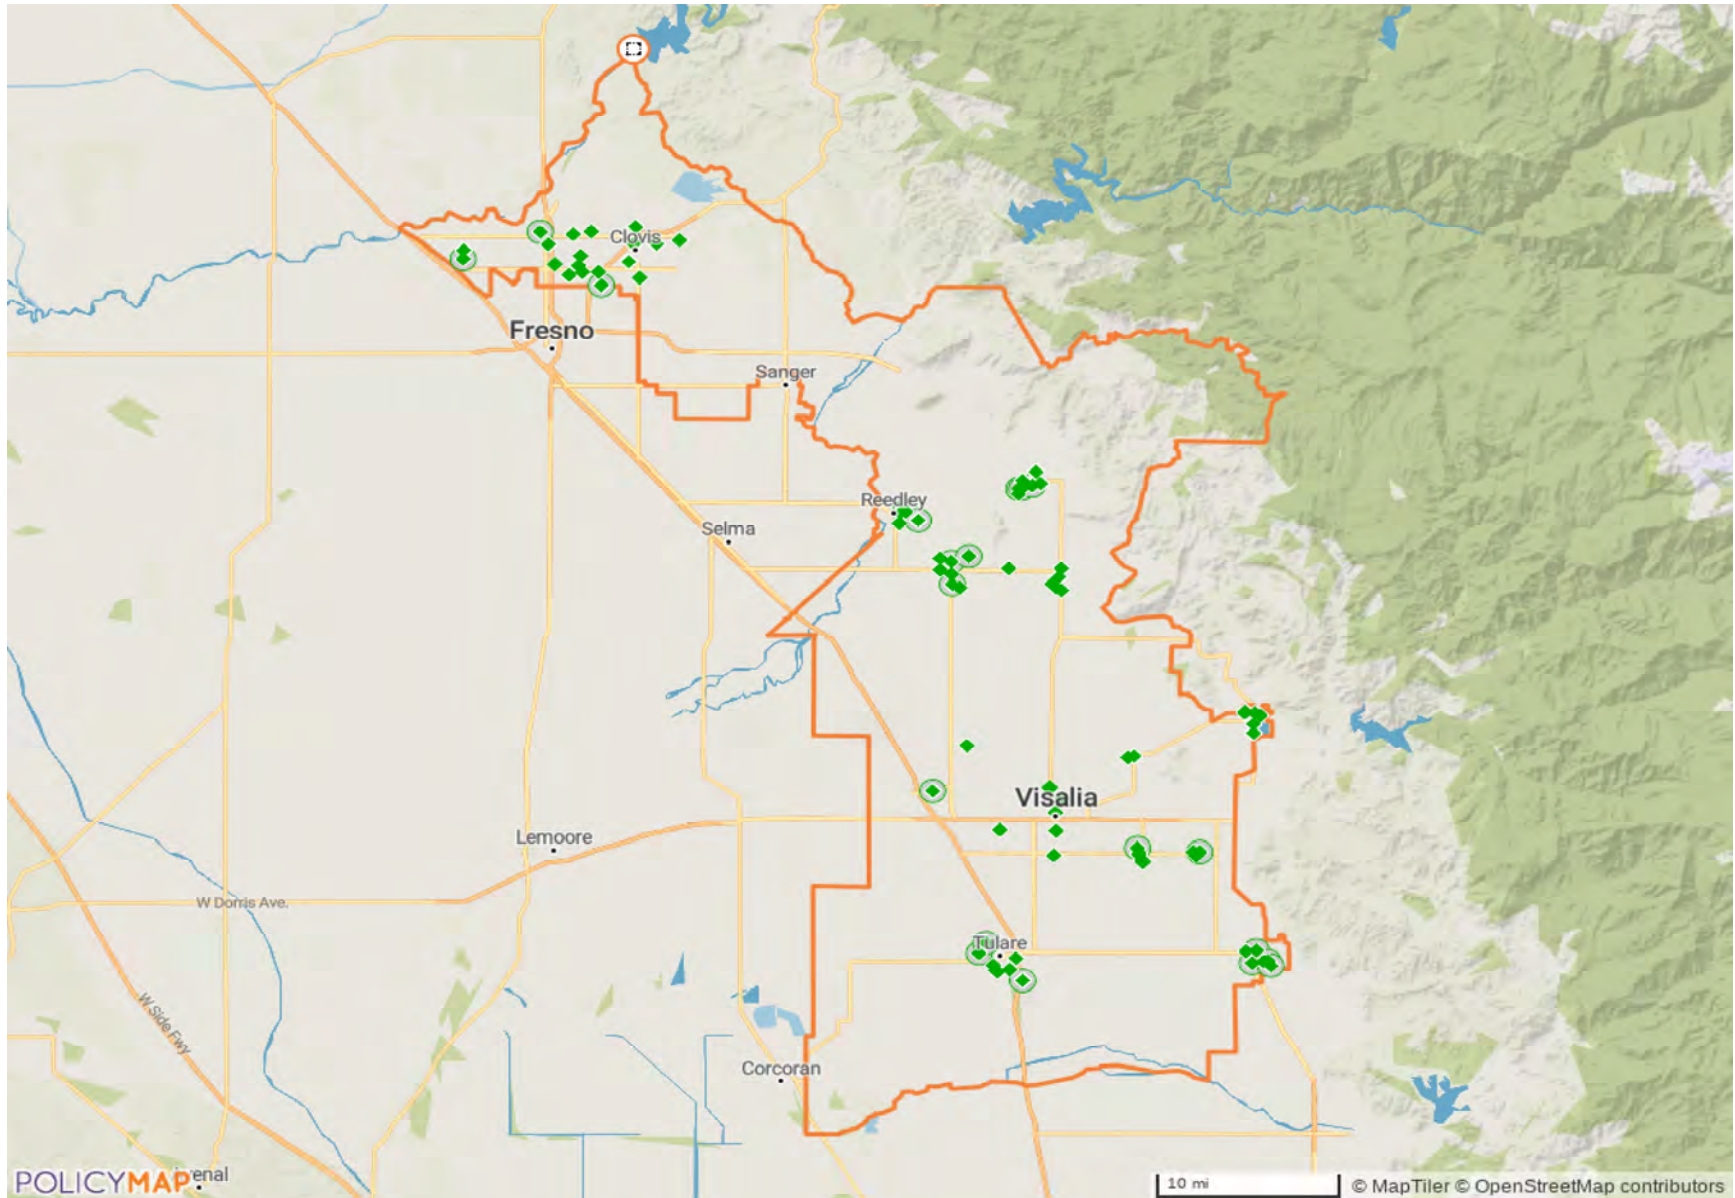 Clovis
Fresno
Sanger
Reedley
Selma
Visalia
Lemoore
W Dorris Ave.
Tulare
W Side Fwy
Corcoran
POLICYMAP
10 mi
© MapTiler © OpenStreetMap contributors